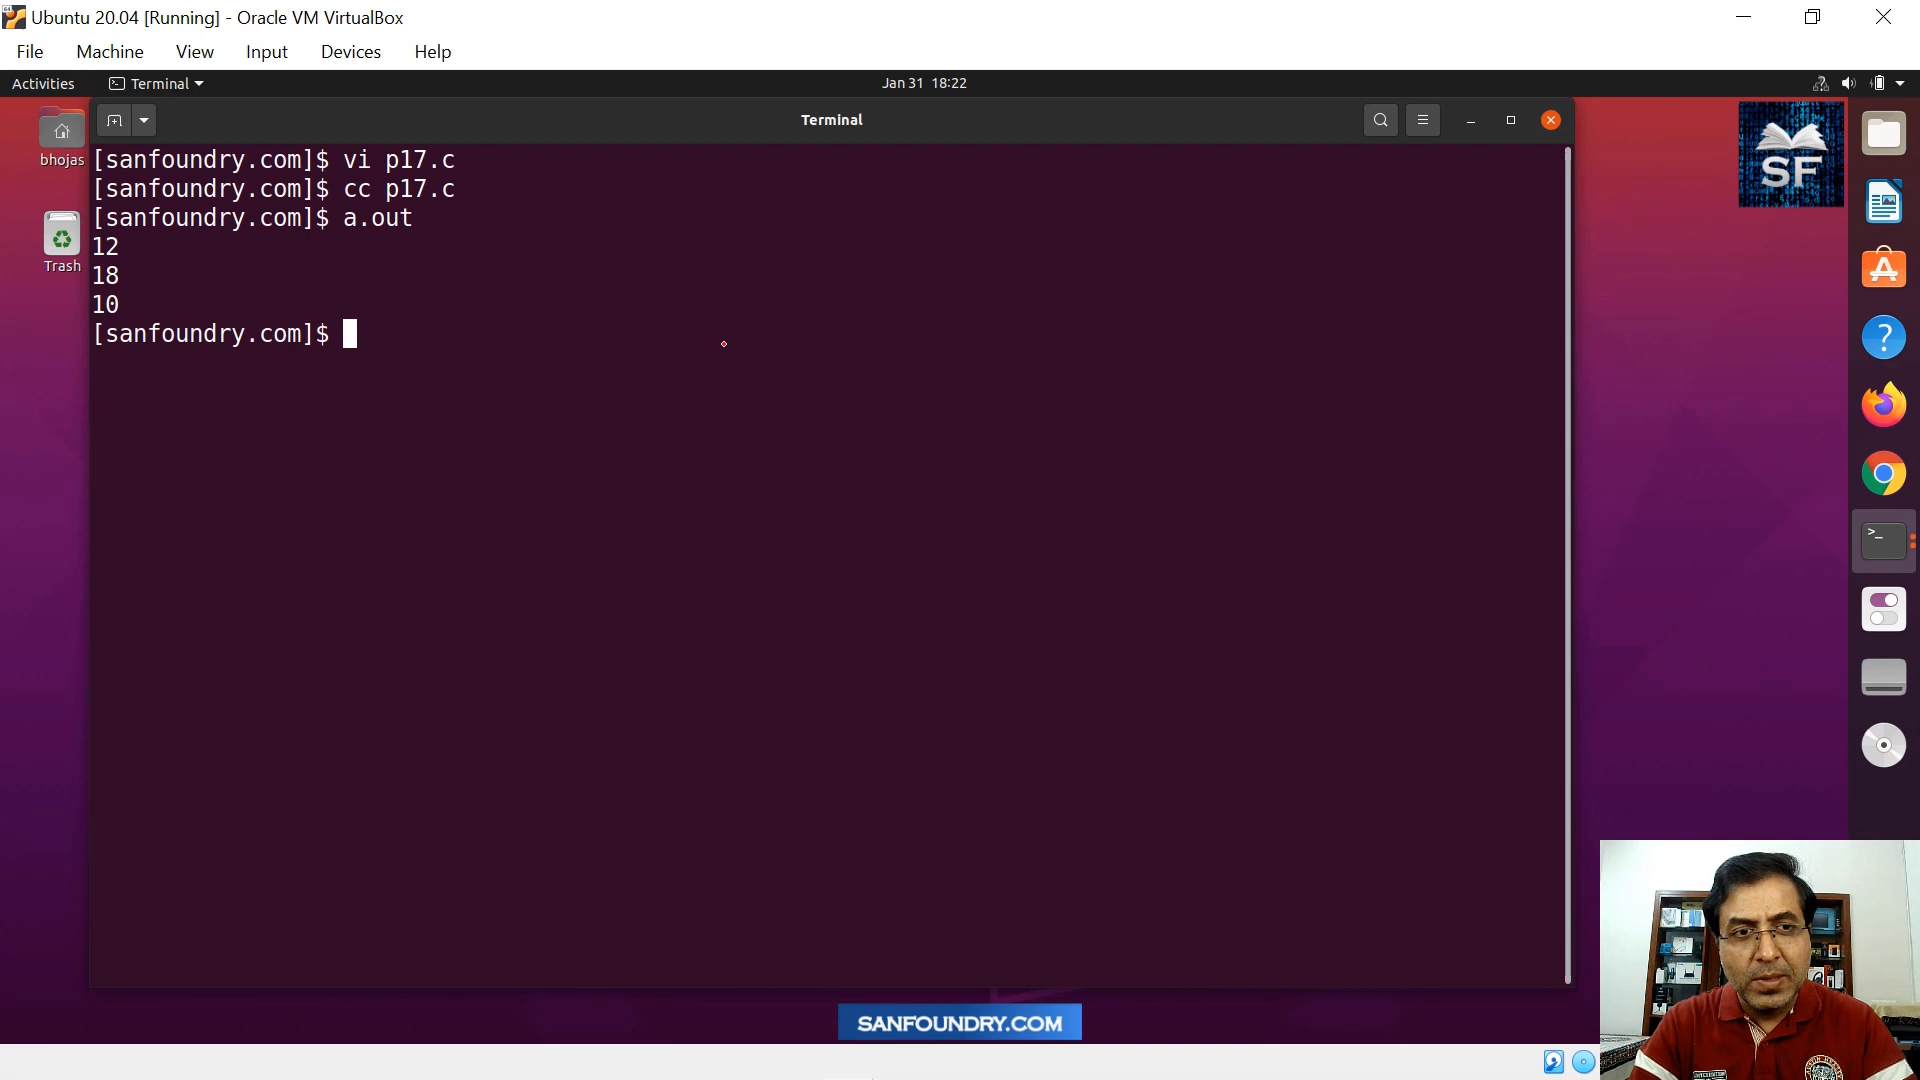 Ubuntu 20.04 [Running] - Oracle VM VirtualBox
File Machine View Input Devices Help
Activities Terminal Jan 31 18:22
Terminal
bhojas
Trash
[sanfoundry.com]$ vi p17.c
[sanfoundry.com]$ cc p17.c
[sanfoundry.com]$ a.out
12
18
10
[sanfoundry.com]$
SF
SANFOUNDRY.COM